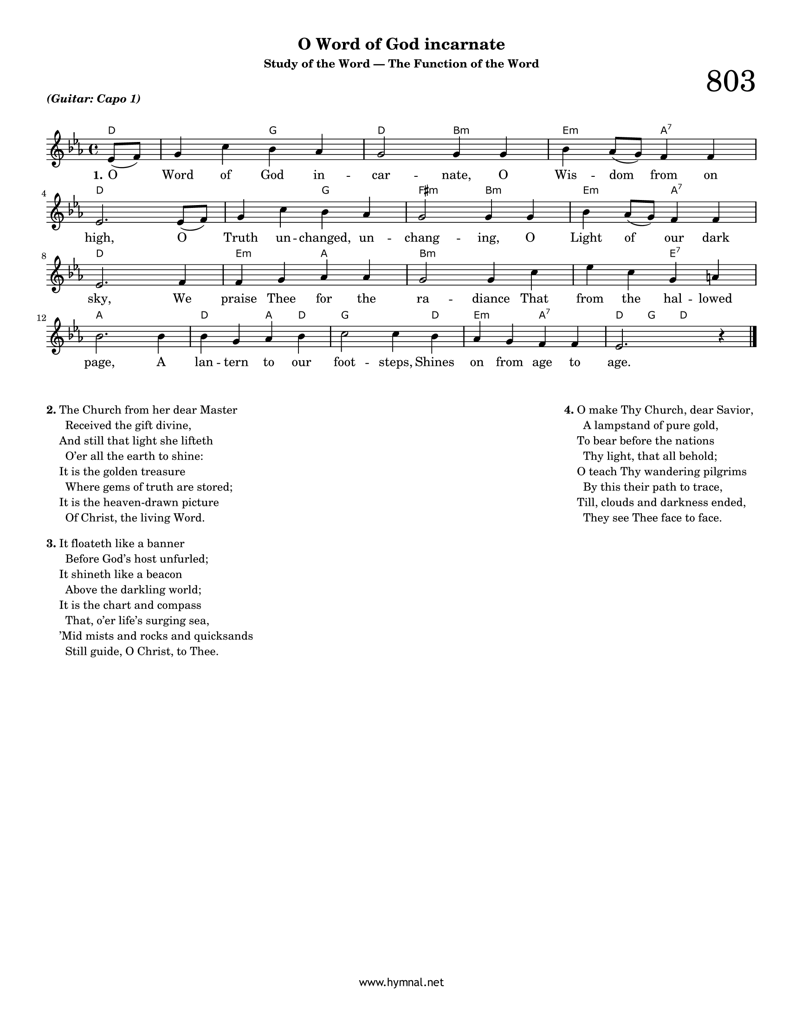 O Word of God incarnate
Study of the Word — The Function of the Word
803
(Guitar: Capo 1)
D G D Bm Em A7
1. O Word of God in - car - nate, O Wis - dom from on
4 D G F♯m Bm Em A7
high, O Truth un - changed, un - chang - ing, O Light of our dark
8 D Em A Bm E7
sky, We praise Thee for the ra - diance That from the hal - lowed
12 A D A D G D Em A7 D G D
page, A lan - tern to our foot - steps, Shines on from age to age.
2. The Church from her dear Master
Received the gift divine,
And still that light she lifteth
O’er all the earth to shine:
It is the golden treasure
Where gems of truth are stored;
It is the heaven-drawn picture
Of Christ, the living Word.
3. It floateth like a banner
Before God’s host unfurled;
It shineth like a beacon
Above the darkling world;
It is the chart and compass
That, o’er life’s surging sea,
’Mid mists and rocks and quicksands
Still guide, O Christ, to Thee.
4. O make Thy Church, dear Savior,
A lampstand of pure gold,
To bear before the nations
Thy light, that all behold;
O teach Thy wandering pilgrims
By this their path to trace,
Till, clouds and darkness ended,
They see Thee face to face.
www.hymnal.net